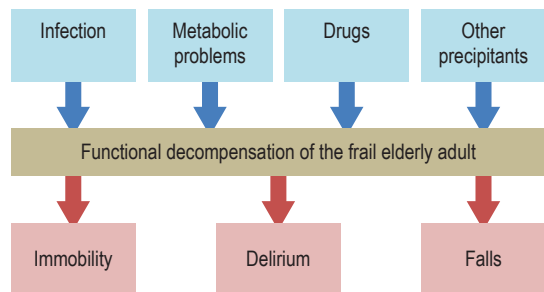 Infection
Metabolic
problems
Drugs
Other
precipitants
Functional decompensation of the frail elderly adult
Immobility
Delirium
Falls